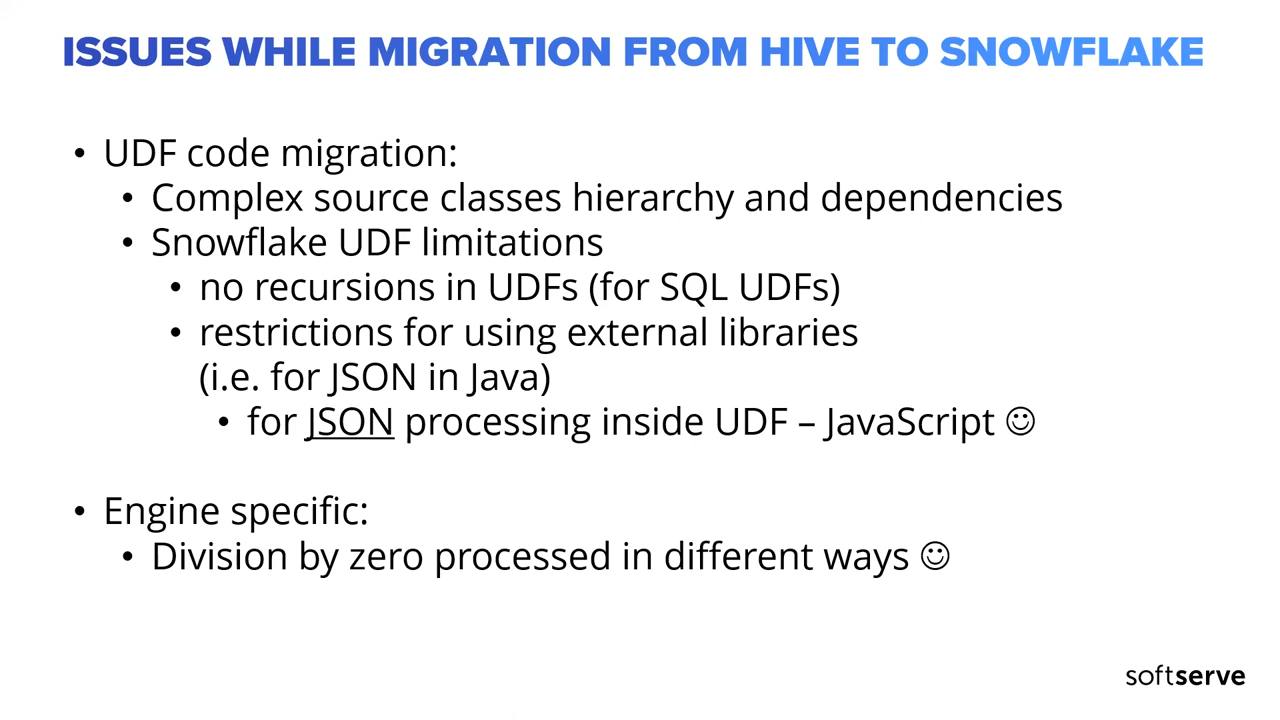 ISSUES WHILE MIGRATION FROM HIVE TO SNOWFLAKE
• UDF code migration:
• Complex source classes hierarchy and dependencies
• Snowflake UDF limitations
• no recursions in UDFs (for SQL UDFs)
• restrictions for using external libraries
(i.e. for JSON in Java)
• for JSON processing inside UDF – JavaScript ☺
• Engine specific:
• Division by zero processed in different ways ☺
softserve